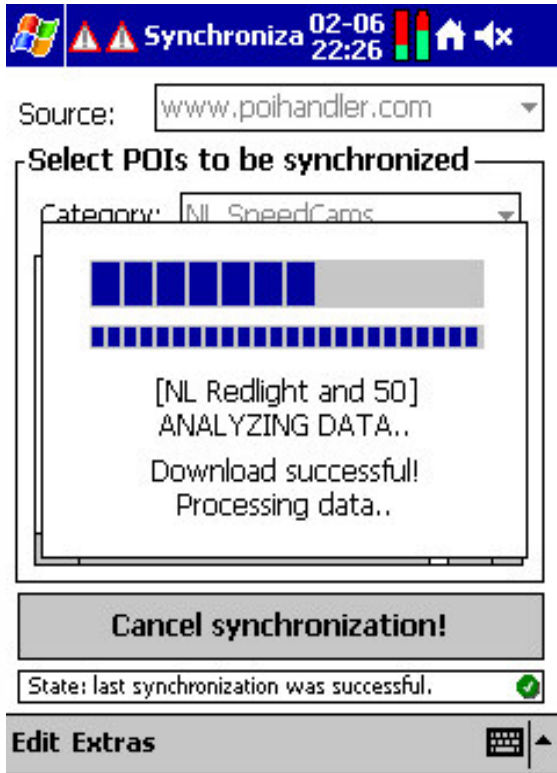 Synchroniza 02-06
22:26
Source: www.poihandler.com
Select POIs to be synchronized
Category: NL SpeedCams
[NL Redlight and 50]
ANALYZING DATA..
Download successful!
Processing data..
Cancel synchronization!
State: last synchronization was successful.
Edit Extras